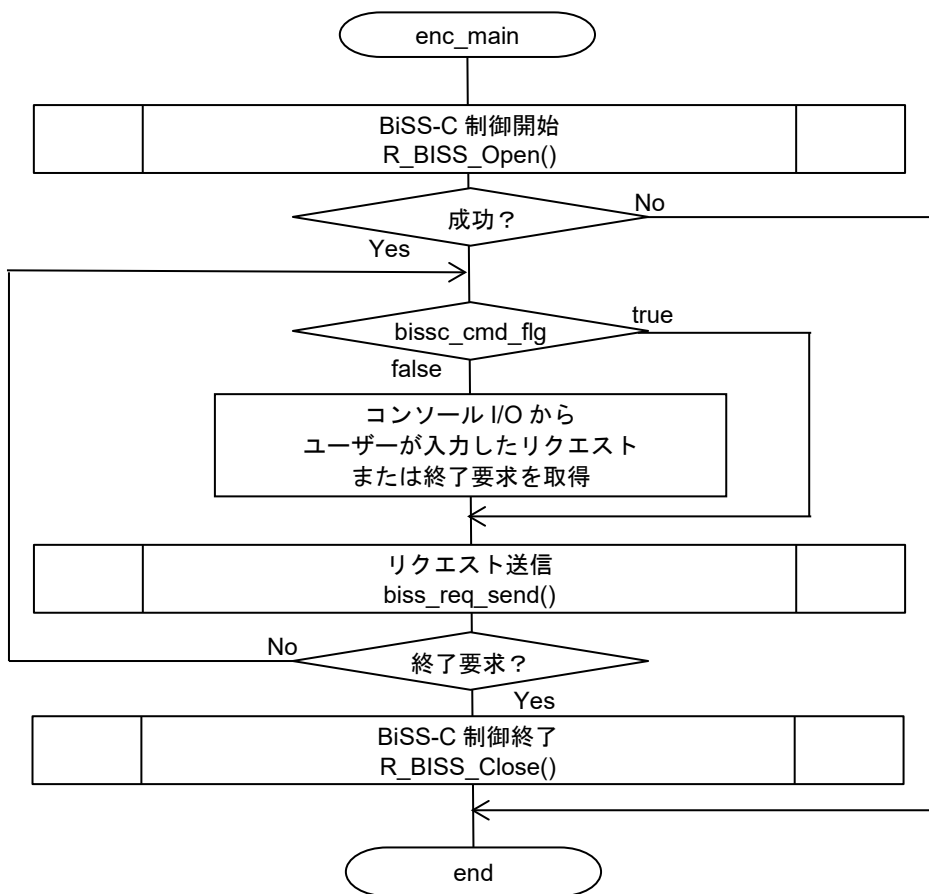 enc_main
BiSS-C 制御開始
R_BISS_Open()
成功？
No
Yes
bissc_cmd_flg
true
false
コンソール I/O から
ユーザーが入力したリクエスト
または終了要求を取得
リクエスト送信
biss_req_send()
No
終了要求？
Yes
BiSS-C 制御終了
R_BISS_Close()
end